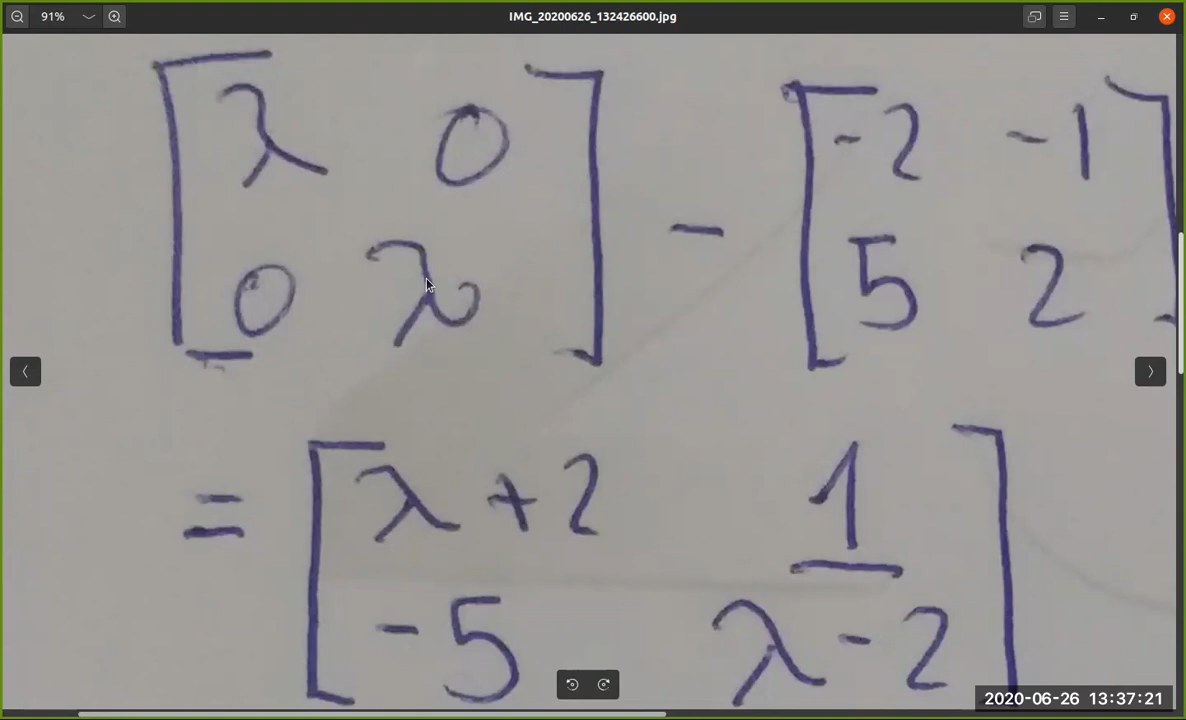 91%
IMG_20200626_132426600.jpg
[λ 0] - [-2 -1]
[0 λ] [5 2]
= [λ + 2 1]
[-5 λ - 2]
2020-06-26 13:37:21